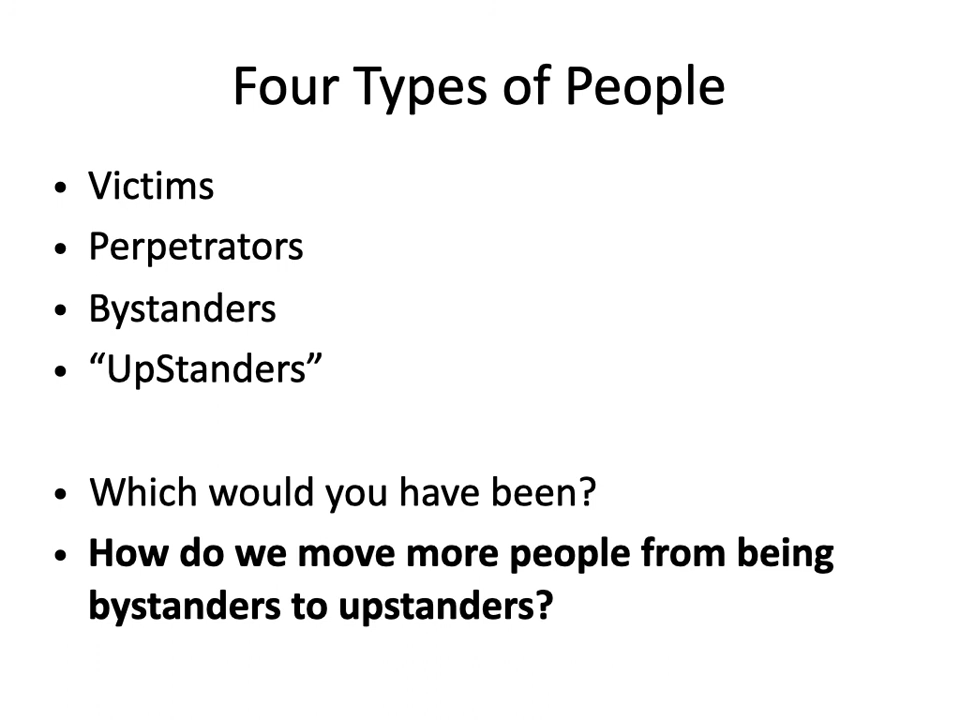 Four Types of People
• Victims
• Perpetrators
• Bystanders
• “UpStanders”
• Which would you have been?
• How do we move more people from being
bystanders to upstanders?